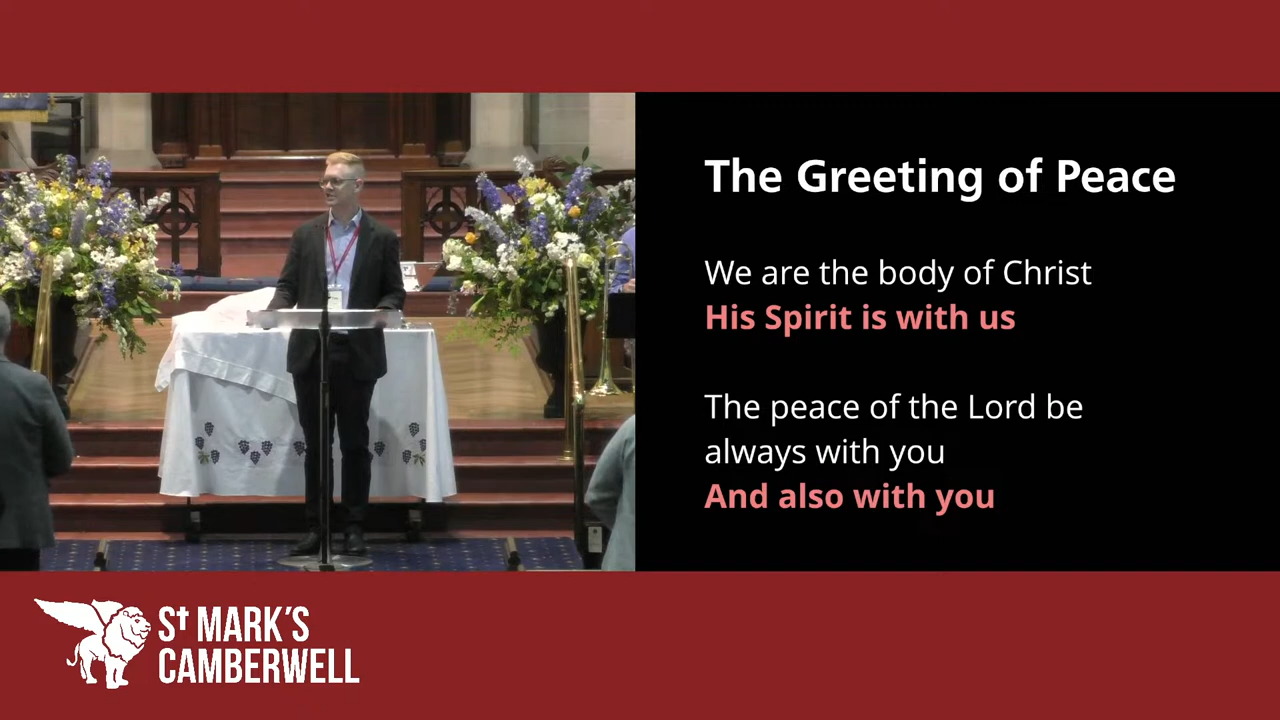 The Greeting of Peace
We are the body of Christ
His Spirit is with us
The peace of the Lord be
always with you
And also with you
St MARK'S
CAMBERWELL